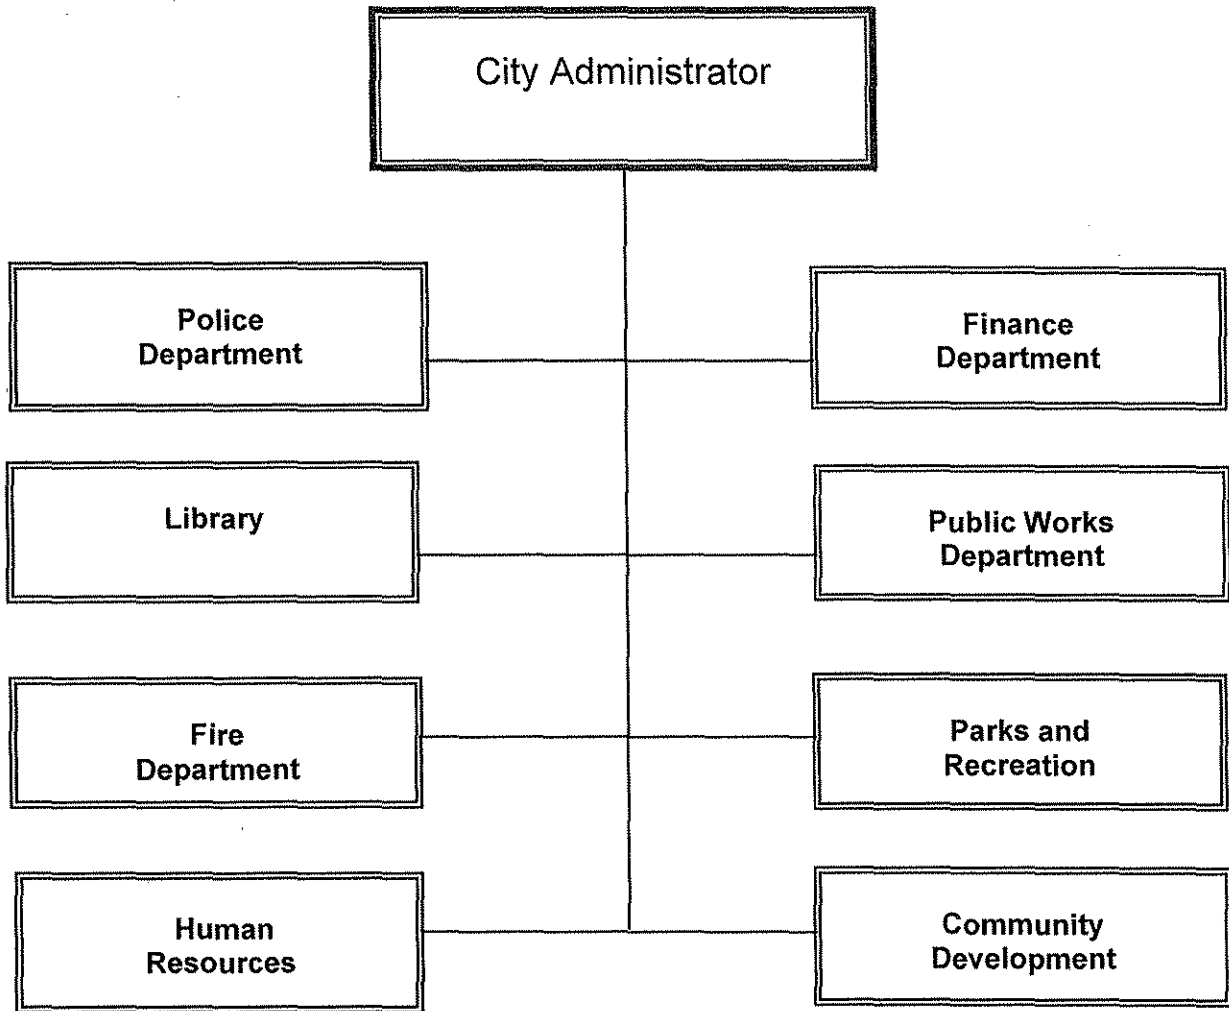 City Administrator
Police
Department
Finance
Department
Library
Public Works
Department
Fire
Department
Parks and
Recreation
Human
Resources
Community
Development